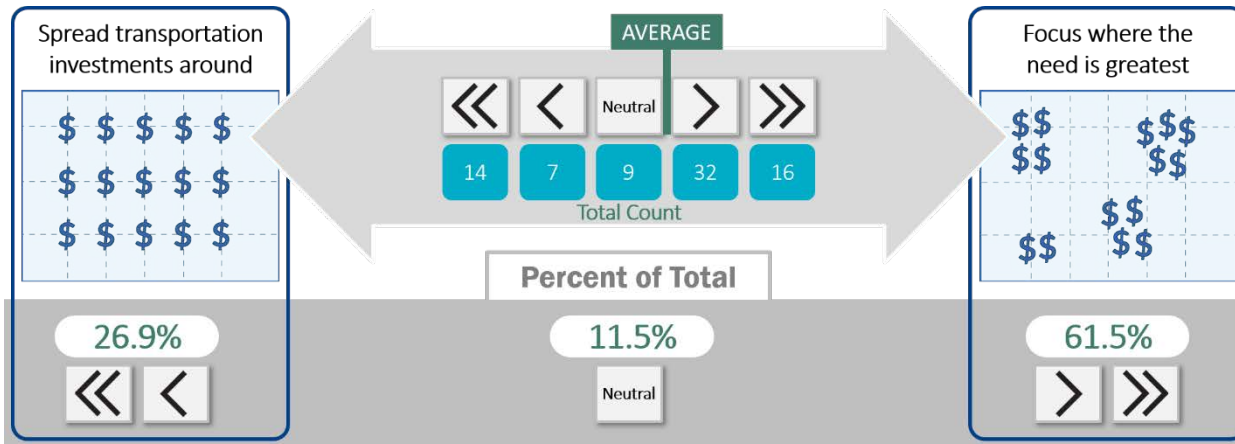 Spread transportation
investments around
$ $ $ $ $
$ $ $ $ $
$ $ $ $ $
AVERAGE
Neutral
14 7 9 32 16
Total Count
Focus where the
need is greatest
$$ $$$
$$ $$
$$
$$ $$
Percent of Total
26.9% 11.5% 61.5%
Neutral